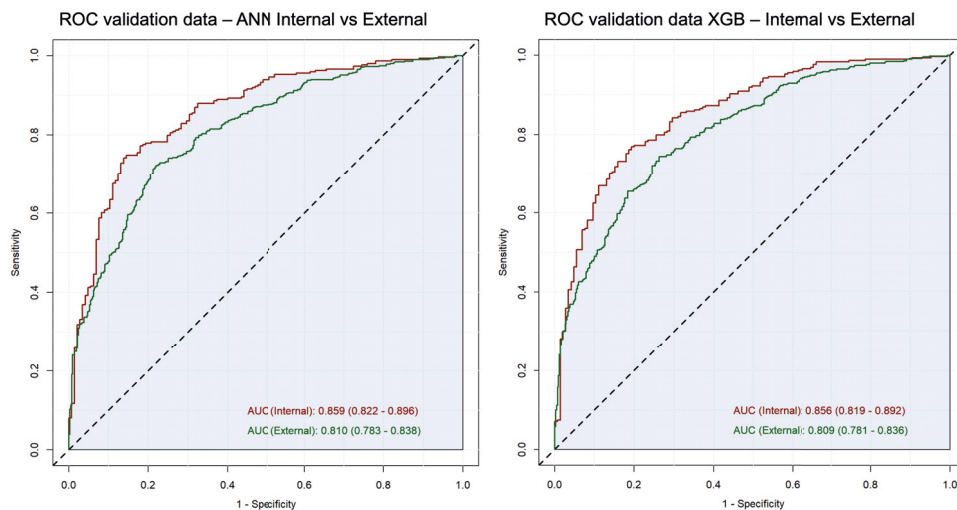 ROC validation data – ANN Internal vs External
1.0
0.8
0.6
0.4
0.2
0.0
Sensitivity
AUC (Internal): 0.859 (0.822 - 0.896)
AUC (External): 0.810 (0.783 - 0.838)
0.0 0.2 0.4 0.6 0.8 1.0
1 - Specificity
ROC validation data XGB – Internal vs External
1.0
0.8
0.6
0.4
0.2
0.0
Sensitivity
AUC (Internal): 0.856 (0.819 - 0.892)
AUC (External): 0.809 (0.781 - 0.836)
0.0 0.2 0.4 0.6 0.8 1.0
1 - Specificity